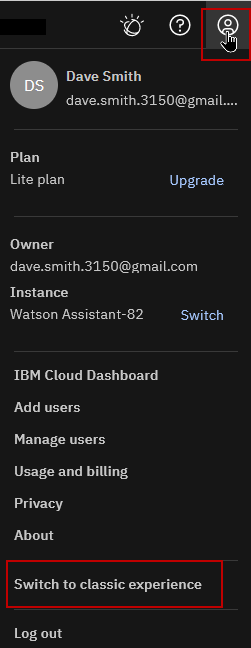 DS
Dave Smith
dave.smith.3150@gmail....
Plan
Lite plan
Upgrade
Owner
dave.smith.3150@gmail.com
Instance
Watson Assistant-82
Switch
IBM Cloud Dashboard
Add users
Manage users
Usage and billing
Privacy
About
Switch to classic experience
Log out